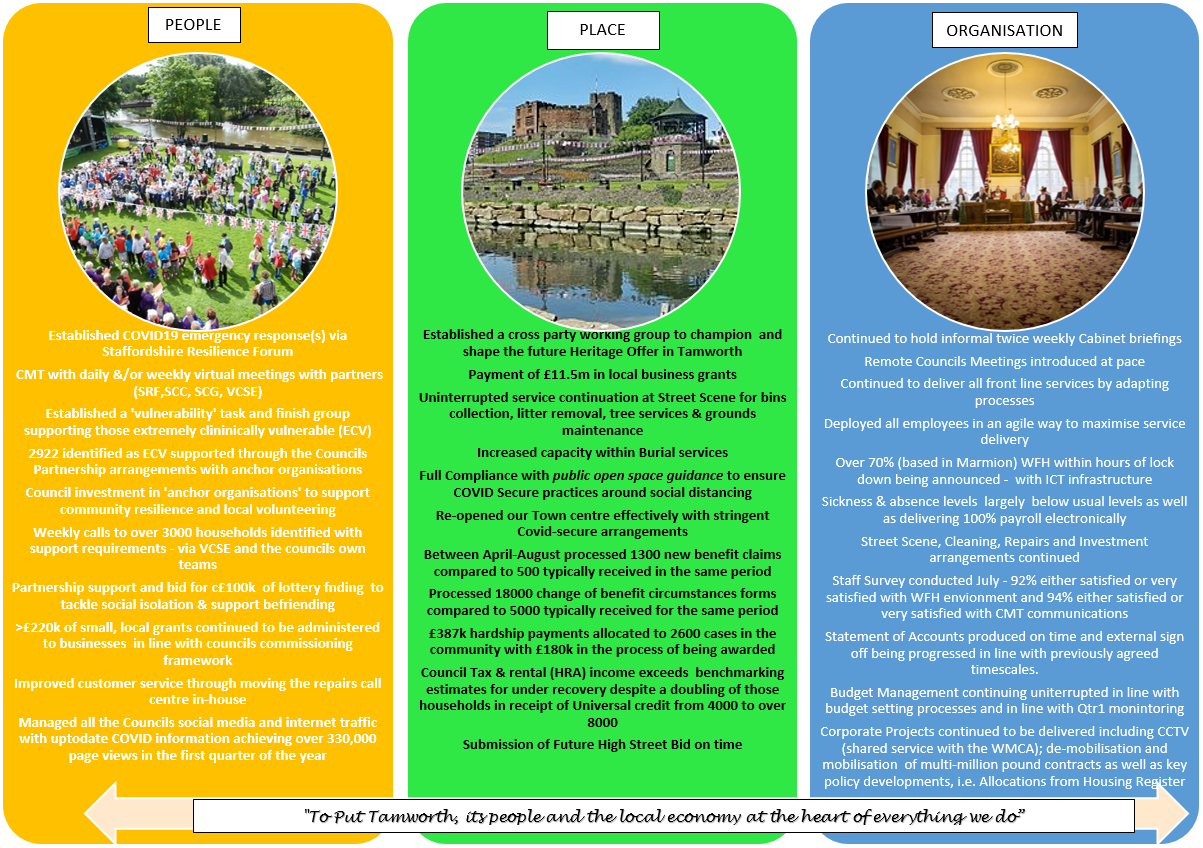 PEOPLE
Established COVID19 emergency response(s) via
Staffordshire Resilience Forum
CMT with daily &/or weekly virtual meetings with partners
(SRF,SCC, SCG, VCSE)
Established a 'vulnerability' task and finish group
supporting those extremely clininically vulnerable (ECV)
2922 identified as ECV supported through the Councils
Partnership arrangements with anchor organisations
Council investment in 'anchor organisations' to support
community resilience and local volunteering
Weekly calls to over 3000 households identified with
support requirements - via VCSE and the councils own
teams
Partnership support and bid for c£100k  of lottery fnding  to
tackle social isolation & support befriending
>£220k of small, local grants continued to be administered
to businesses  in line with councils commissioning
framework
Improved customer service through moving the repairs call
centre in-house
Managed all the Councils social media and internet traffic
with uptodate COVID information achieving over 330,000
page views in the first quarter of the year
PLACE
Established a cross party working group to champion  and
shape the future Heritage Offer in Tamworth
Payment of £11.5m in local business grants
Uninterrupted service continuation at Street Scene for bins
collection, litter removal, tree services & grounds
maintenance
Increased capacity within Burial services
Full Compliance with public open space guidance to ensure
COVID Secure practices around social distancing
Re-opened our Town centre effectively with stringent
Covid-secure arrangements
Between April-August processed 1300 new benefit claims
compared to 500 typically received in the same period
Processed 18000 change of benefit circumstances forms
compared to 5000 typically received for the same period
£387k hardship payments allocated to 2600 cases in the
community with £180k in the process of being awarded
Council Tax & rental (HRA) income exceeds  benchmarking
estimates for under recovery despite a doubling of those
households in receipt of Universal credit from 4000 to over
8000
Submission of Future High Street Bid on time
ORGANISATION
Continued to hold informal twice weekly Cabinet briefings
Remote Councils Meetings introduced at pace
Continued to deliver all front line services by adapting
processes
Deployed all employees in an agile way to maximise service
delivery
Over 70% (based in Marmion) WFH within hours of lock
down being announced -  with ICT infrastructure
Sickness & absence levels  largely  below usual levels as well
as delivering 100% payroll electronically
Street Scene, Cleaning, Repairs and Investment
arrangements continued
Staff Survey conducted July - 92% either satisfied or very
satisfied with WFH envionment and 94% either satisfied or
very satisfied with CMT communications
Statement of Accounts produced on time and external sign
off being progressed in line with previously agreed
timescales.
Budget Management continuing uniterrupted in line with
budget setting processes and in line with Qtr1 monintoring
Corporate Projects continued to be delivered including CCTV
(shared service with the WMCA); de-mobilisation and
mobilisation  of multi-million pound contracts as well as key
policy developments, i.e. Allocations from Housing Register
"To Put Tamworth, its people and the local economy at the heart of everything we do”